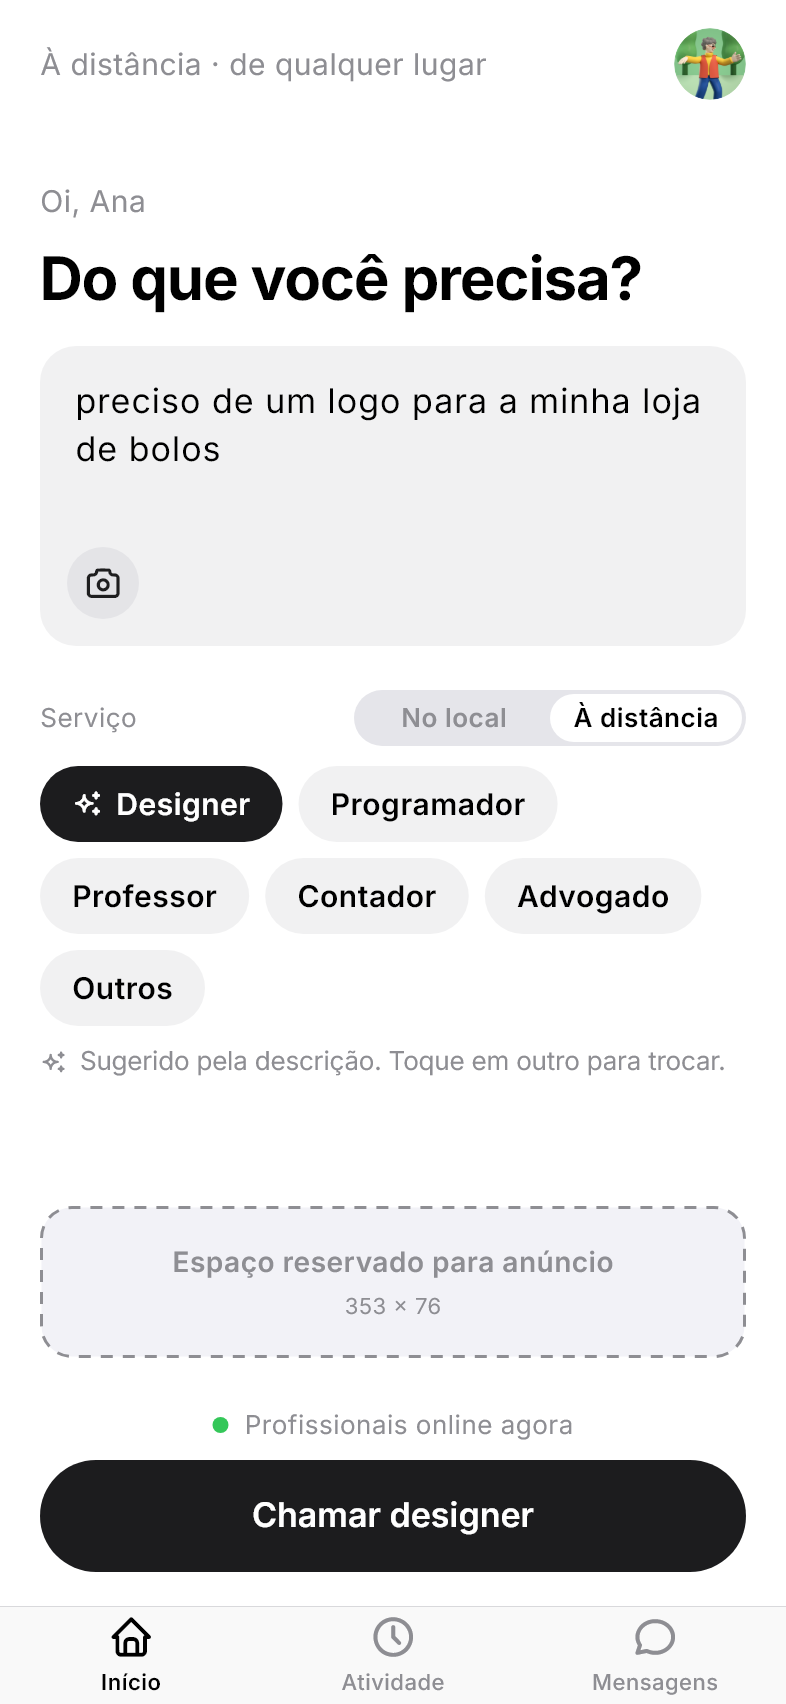 À distância · de qualquer lugar
Oi, Ana
Do que você precisa?
preciso de um logo para a minha loja
de bolos
Serviço
No local
À distância
Designer
Programador
Professor
Contador
Advogado
Outros
Sugerido pela descrição. Toque em outro para trocar.
Espaço reservado para anúncio
353 × 76
Profissionais online agora
Chamar designer
Início
Atividade
Mensagens